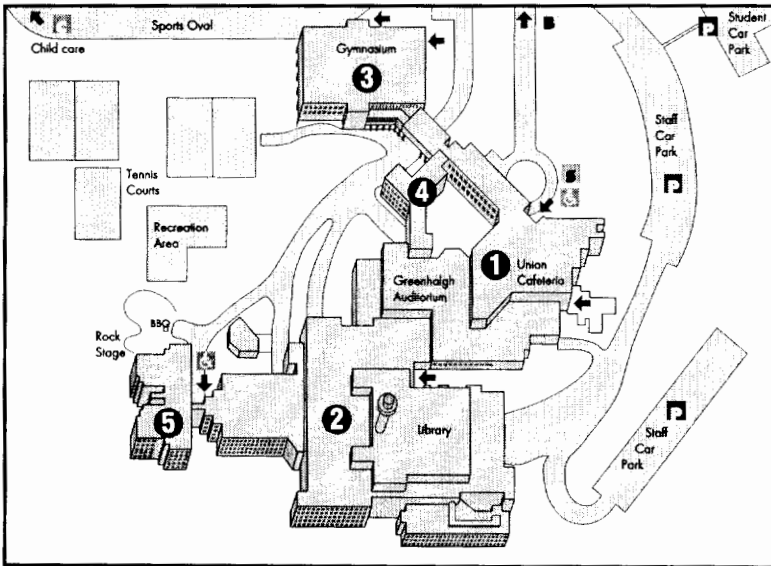 Sports Oval
Child care
Gymnasium
3
B
P
Student
Car
Park
Staff
Car
Park
P
Tennis
Courts
4
S
Recreation
Area
1
Union
Cafeteria
Greenhalgh
Auditorium
BBQ
Rock
Stage
5
2
Library
P
Staff
Car
Park